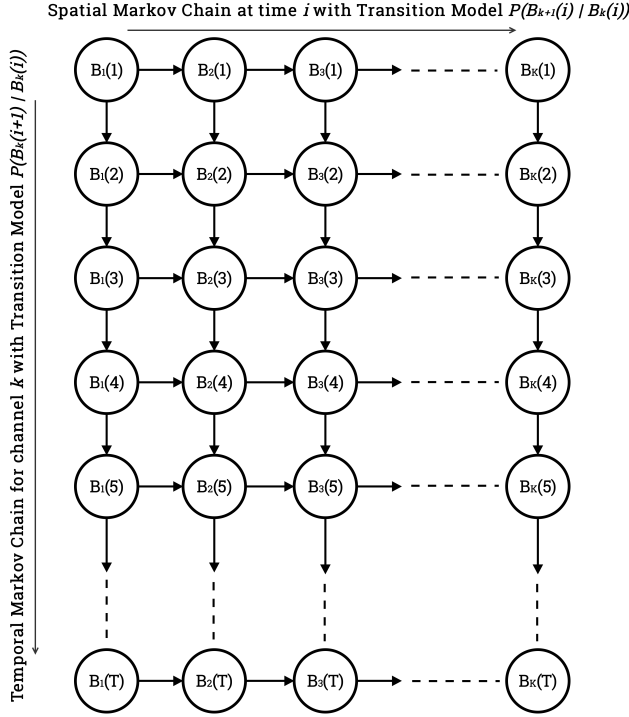 Spatial Markov Chain at time i with Transition Model P(Bₖ₊₁(i) | Bₖ(i))
Temporal Markov Chain for channel k with Transition Model P(Bₖ(i+1) | Bₖ(i))
B₁(1) B₂(1) B₃(1) Bₖ(1)
B₁(2) B₂(2) B₃(2) Bₖ(2)
B₁(3) B₂(3) B₃(3) Bₖ(3)
B₁(4) B₂(4) B₃(4) Bₖ(4)
B₁(5) B₂(5) B₃(5) Bₖ(5)
B₁(T) B₂(T) B₃(T) Bₖ(T)